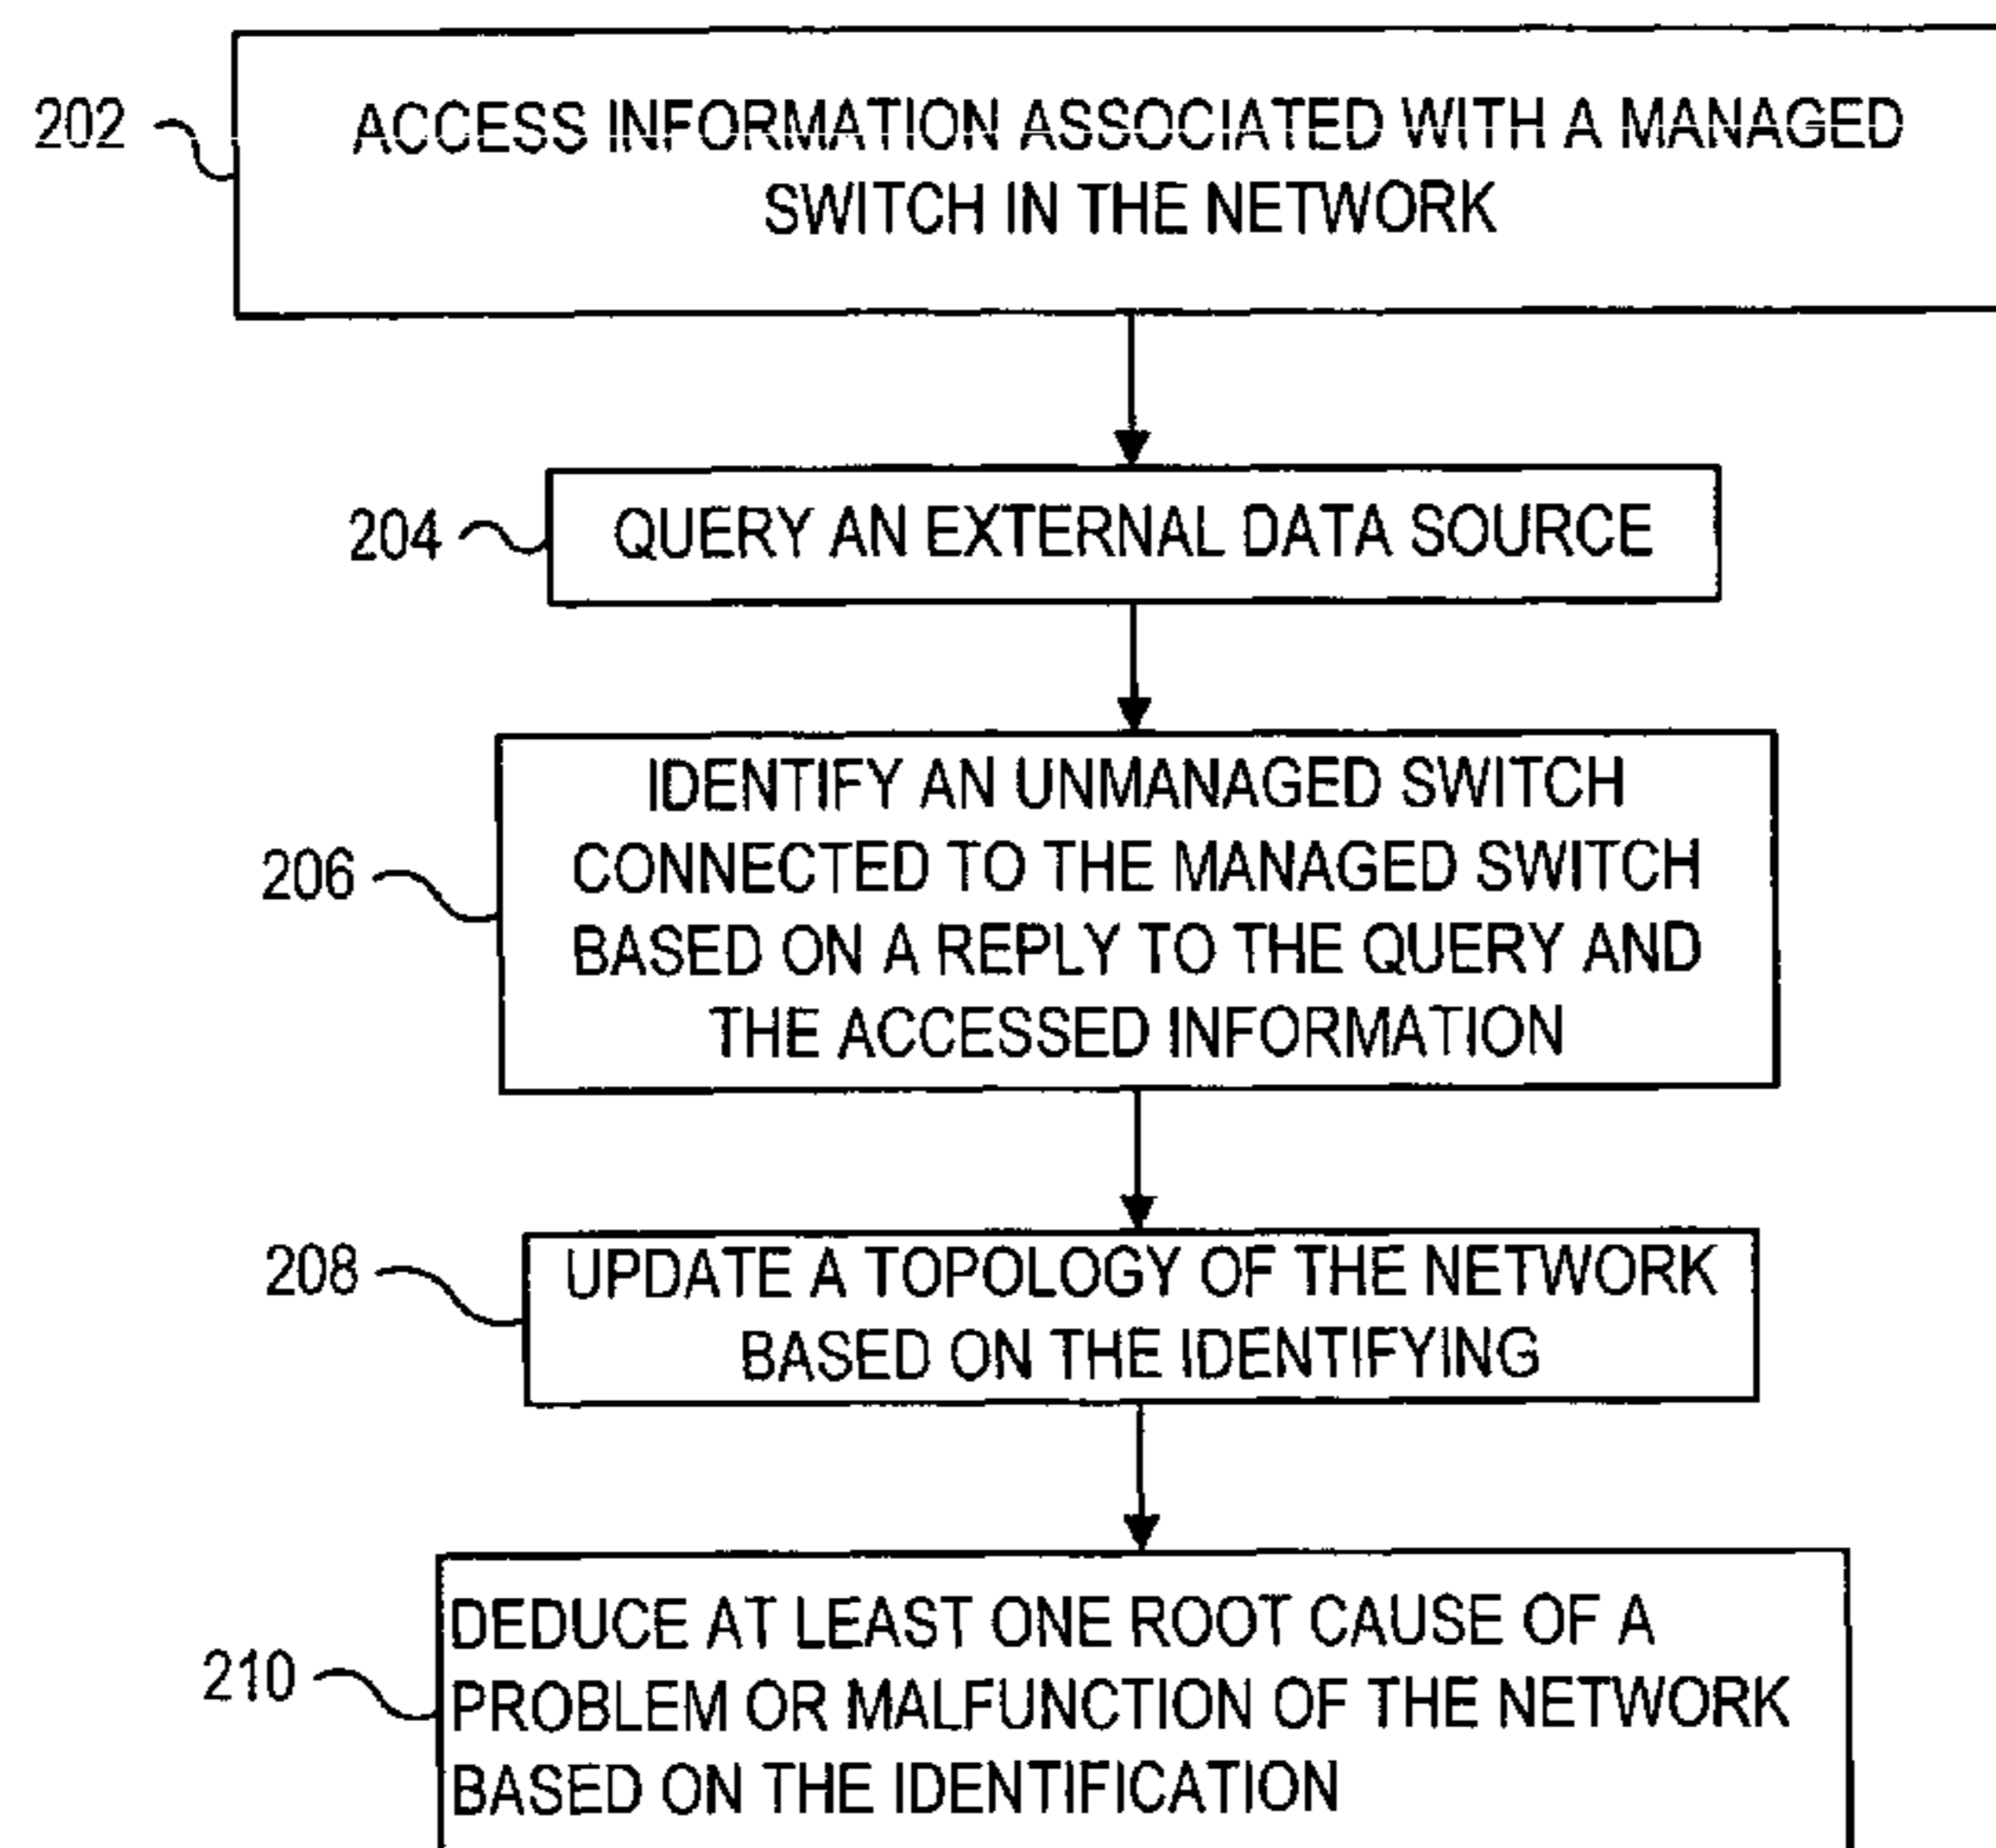 202
ACCESS INFORMATION ASSOCIATED WITH A MANAGED
SWITCH IN THE NETWORK
204
QUERY AN EXTERNAL DATA SOURCE
206
IDENTIFY AN UNMANAGED SWITCH
CONNECTED TO THE MANAGED SWITCH
BASED ON A REPLY TO THE QUERY AND
THE ACCESSED INFORMATION
208
UPDATE A TOPOLOGY OF THE NETWORK
BASED ON THE IDENTIFYING
210
DEDUCE AT LEAST ONE ROOT CAUSE OF A
PROBLEM OR MALFUNCTION OF THE NETWORK
BASED ON THE IDENTIFICATION